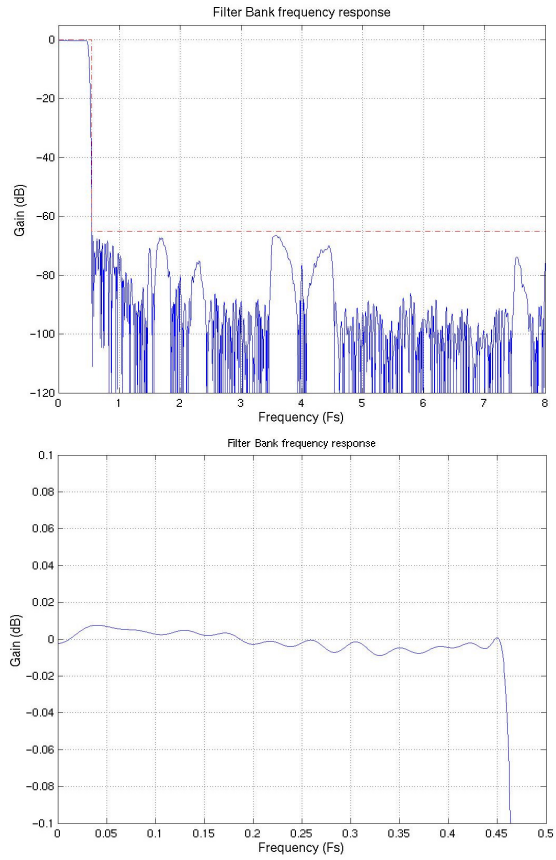 Filter Bank frequency response
0
−20
−40
−60
−80
−100
−120
Gain (dB)
0 1 2 3 4 5 6 7 8
Frequency (Fs)
Filter Bank frequency response
0.1
0.08
0.06
0.04
0.02
0
−0.02
−0.04
−0.06
−0.08
−0.1
Gain (dB)
0 0.05 0.1 0.15 0.2 0.25 0.3 0.35 0.4 0.45 0.5
Frequency (Fs)